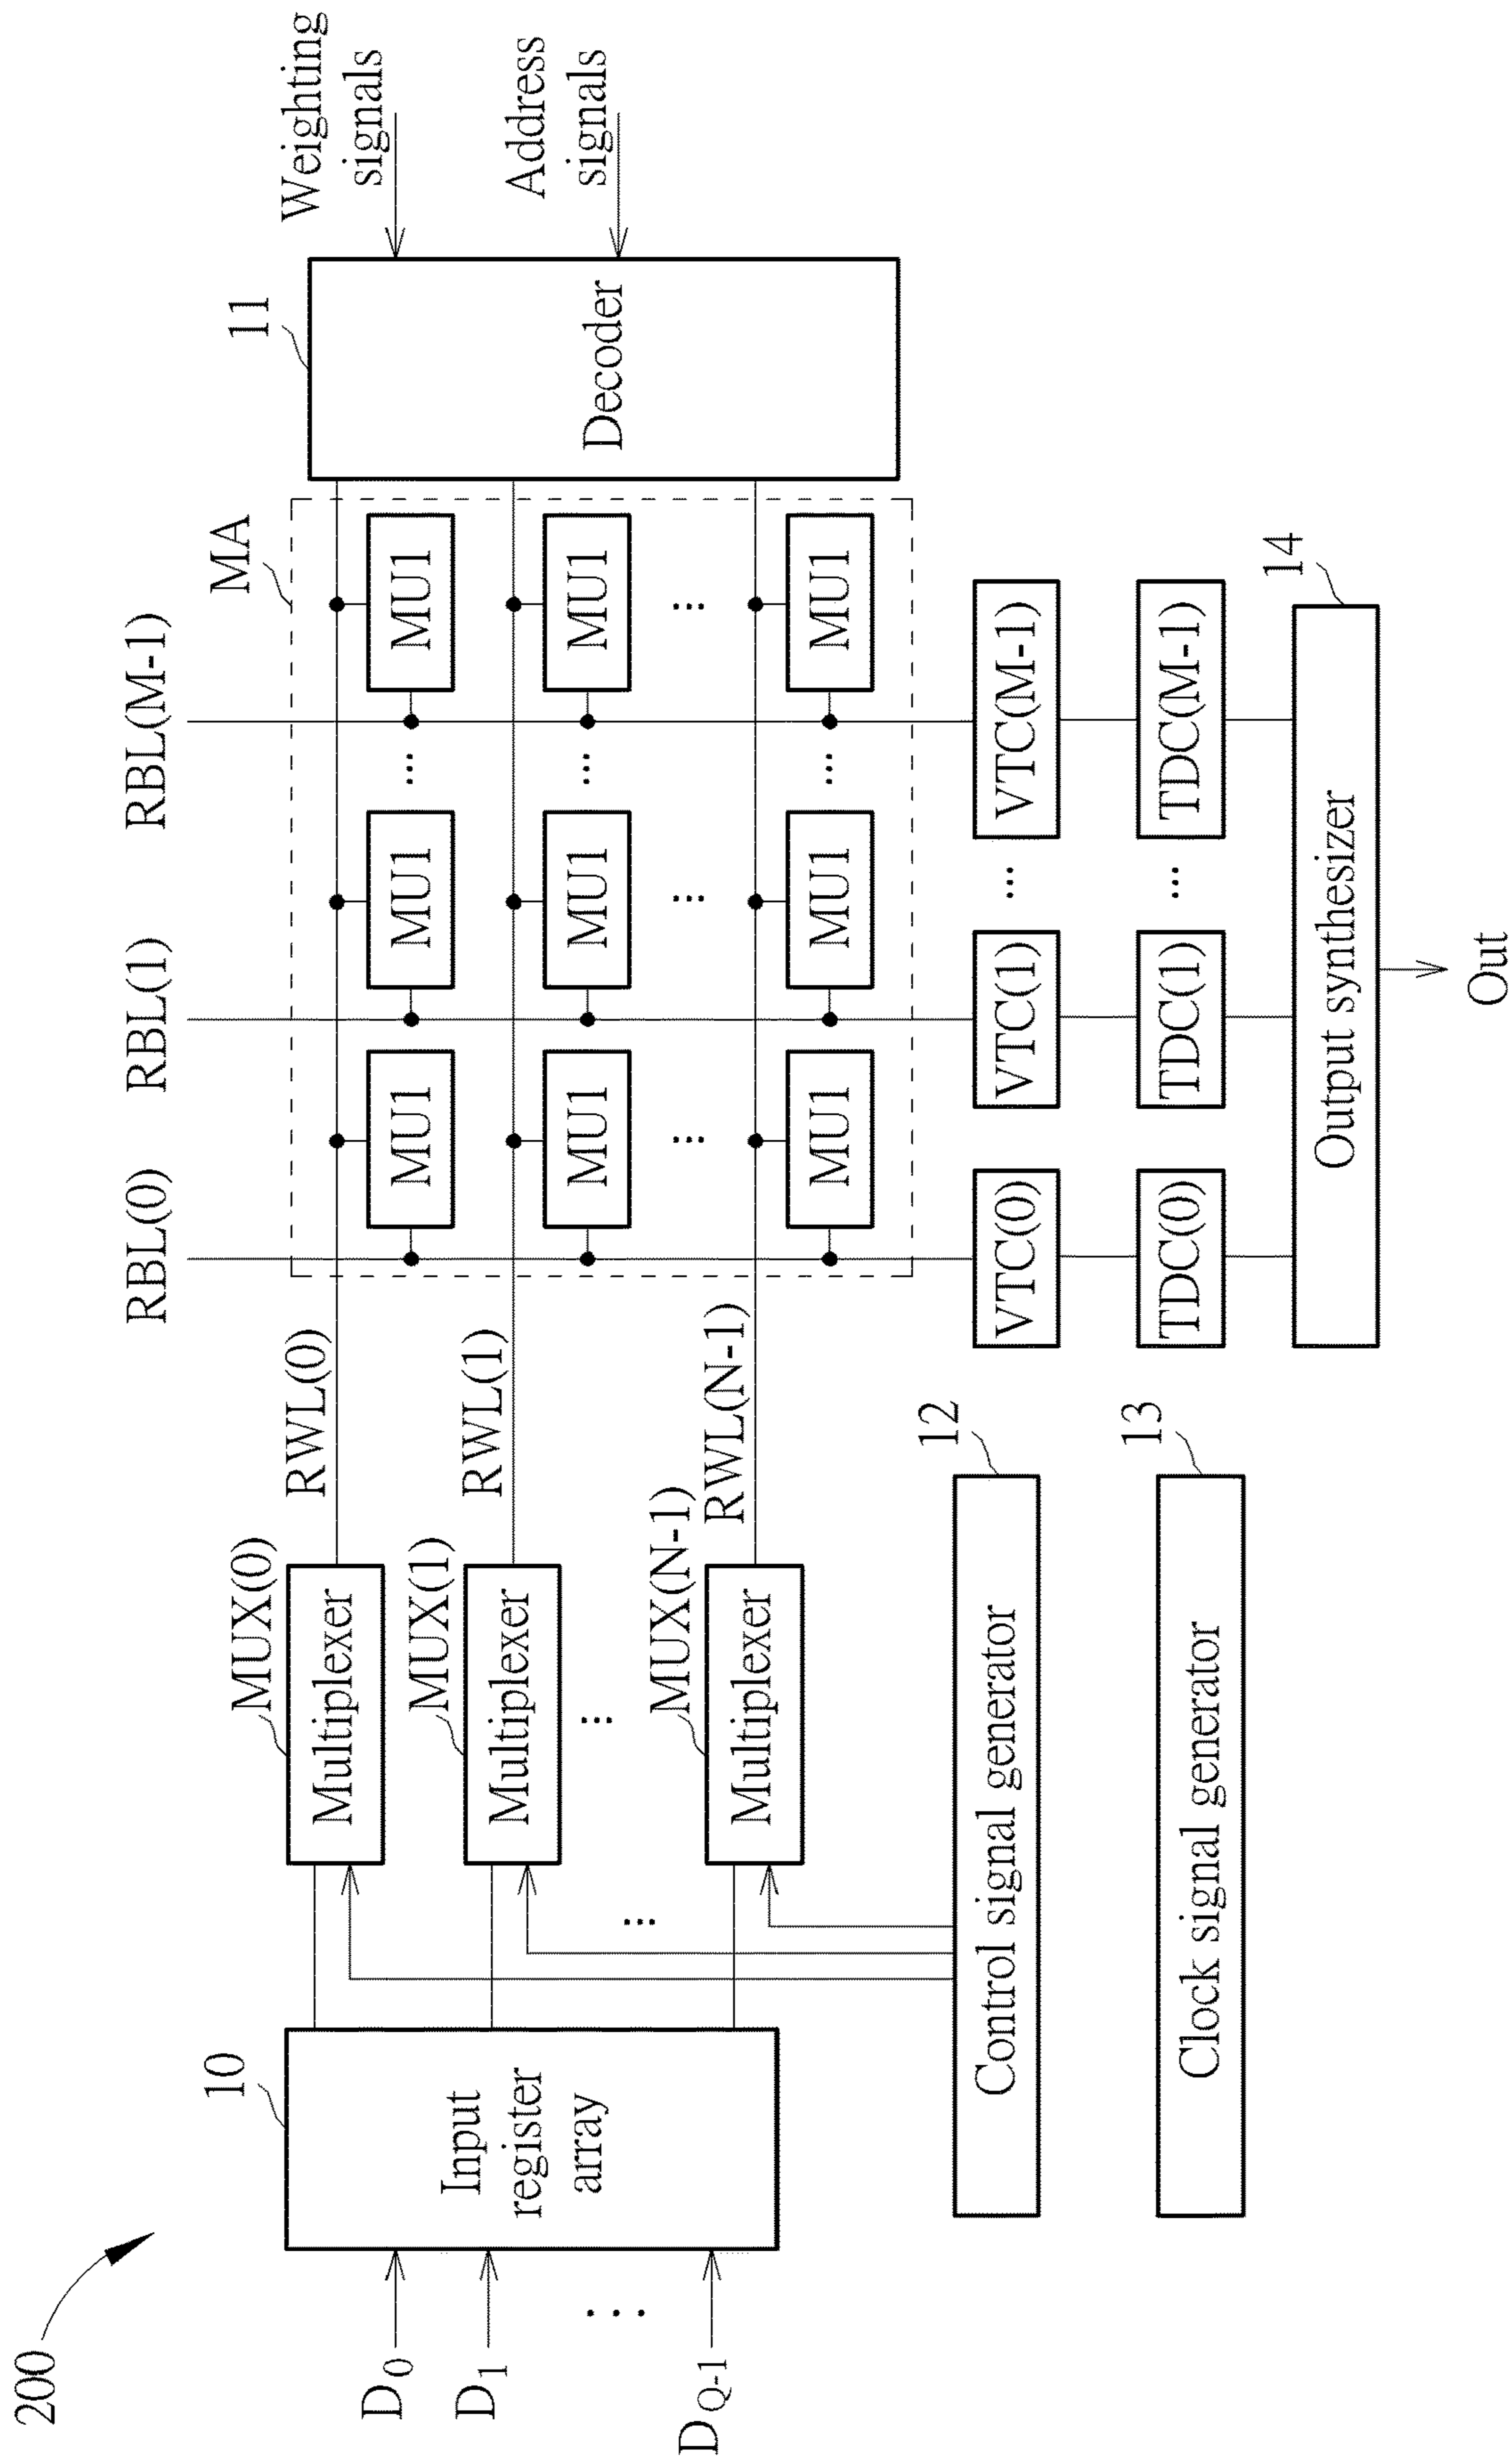 200
D0
D1
DQ-1
10
Input
register
array
MUX(0)
Multiplexer
MUX(1)
Multiplexer
MUX(N-1)
Multiplexer
RWL(0)
RWL(1)
RWL(N-1)
RBL(0)
RBL(1)
RBL(M-1)
MA
MU1
MU1
MU1
MU1
MU1
MU1
MU1
MU1
MU1
11
Decoder
Weighting
signals
Address
signals
12
Control signal generator
13
Clock signal generator
VTC(0)
VTC(1)
VTC(M-1)
TDC(0)
TDC(1)
TDC(M-1)
14
Output synthesizer
Out